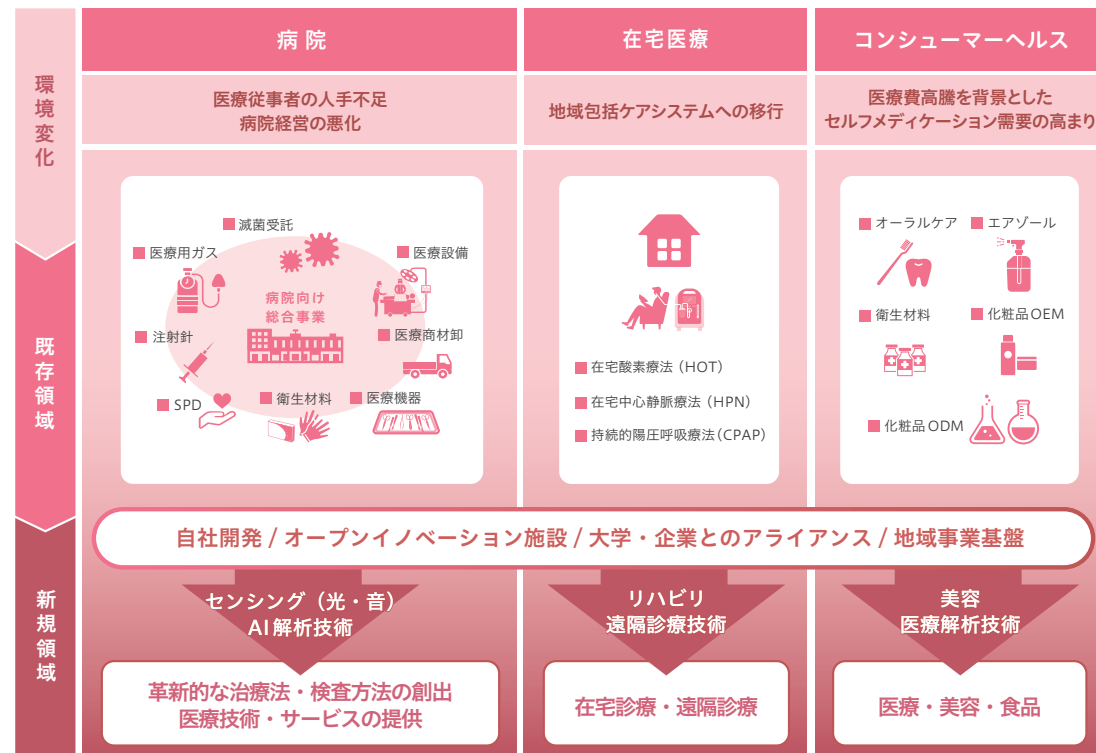 環境変化
病院
在宅医療
コンシューマーヘルス
医療従事者の人手不足
病院経営の悪化
地域包括ケアシステムへの移行
医療費高騰を背景とした
セルフメディケーション需要の高まり
既存領域
滅菌受託
医療用ガス
医療設備
病院向け
総合事業
注射針
医療商材卸
SPD
衛生材料
医療機器
在宅酸素療法（HOT）
在宅中心静脈療法（HPN）
持続的陽圧呼吸療法（CPAP）
オーラルケア
エアゾール
衛生材料
化粧品OEM
化粧品ODM
自社開発 / オープンイノベーション施設 / 大学・企業とのアライアンス / 地域事業基盤
新規領域
センシング（光・音）
AI解析技術
リハビリ
遠隔診療技術
美容
医療解析技術
革新的な治療法・検査方法の創出
医療技術・サービスの提供
在宅診療・遠隔診療
医療・美容・食品